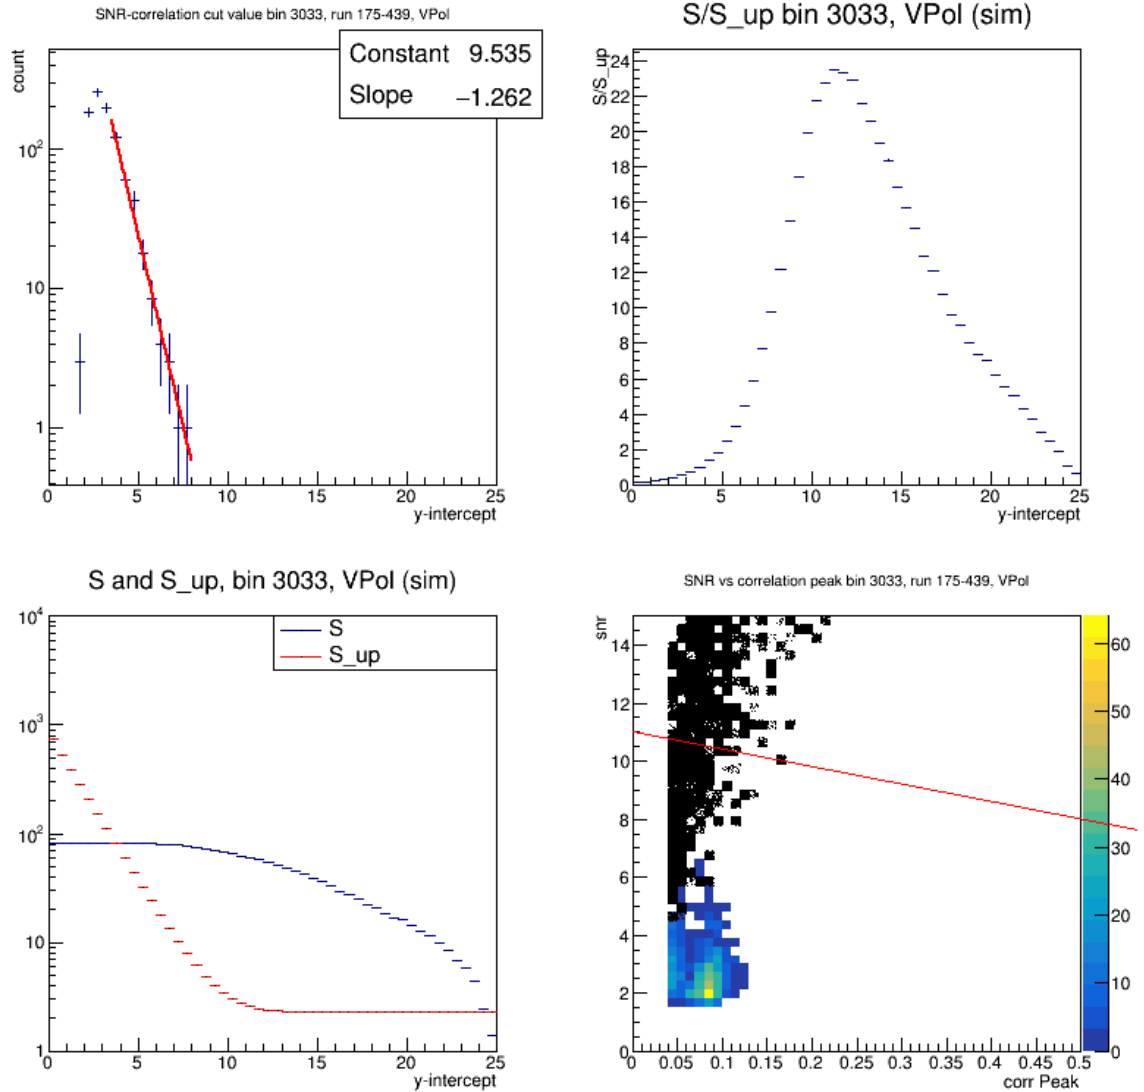 SNR-correlation cut value bin 3033, run 175-439, VPol
count
Constant 9.535
Slope −1.262
10²
10
1
0 5 10 15 20 25
y-intercept
S/S_up bin 3033, VPol (sim)
S/S_up
24
22
20
18
16
14
12
10
8
6
4
2
0
0 5 10 15 20 25
y-intercept
S and S_up, bin 3033, VPol (sim)
S
S_up
10⁴
10³
10²
10
1
0 5 10 15 20 25
y-intercept
SNR vs correlation peak bin 3033, run 175-439, VPol
snr
14
12
10
8
6
4
2
0
0 0.05 0.1 0.15 0.2 0.25 0.3 0.35 0.4 0.45 0.5
corr Peak
60
50
40
30
20
10
0